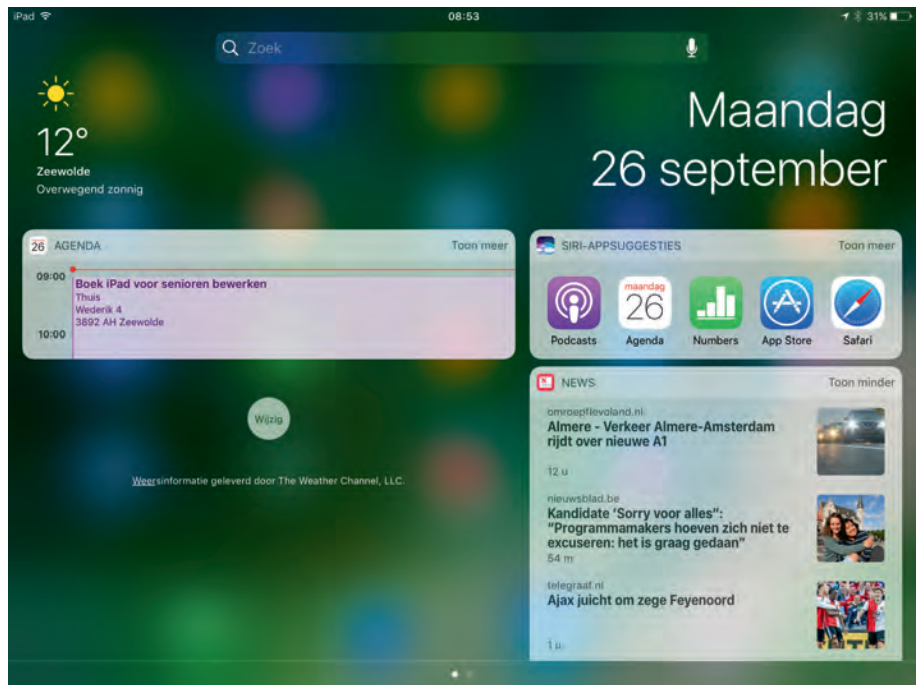 iPad
08:53
31%
Zoek
12°
Zeewolde
Overwegend zonnig
Maandag
26 september
26 AGENDA
Toon meer
09:00
Boek iPad voor senioren bewerken
Thuis
Wederik 4
3892 AH Zeewolde
10:00
Wijzig
Weersinformatie geleverd door The Weather Channel, LLC.
SIRI-APPSUGGESTIES
Toon meer
maandag
26
Podcasts
Agenda
Numbers
App Store
Safari
NEWS
Toon minder
omroepflevoland.nl
Almere - Verkeer Almere-Amsterdam
rijdt over nieuwe A1
12 u
nieuwsblad.be
Kandidate ‘Sorry voor alles”:
“Programmamakers hoeven zich niet te
excuseren: het is graag gedaan”
54 m
telegraaf.nl
Ajax juicht om zege Feyenoord
1 u